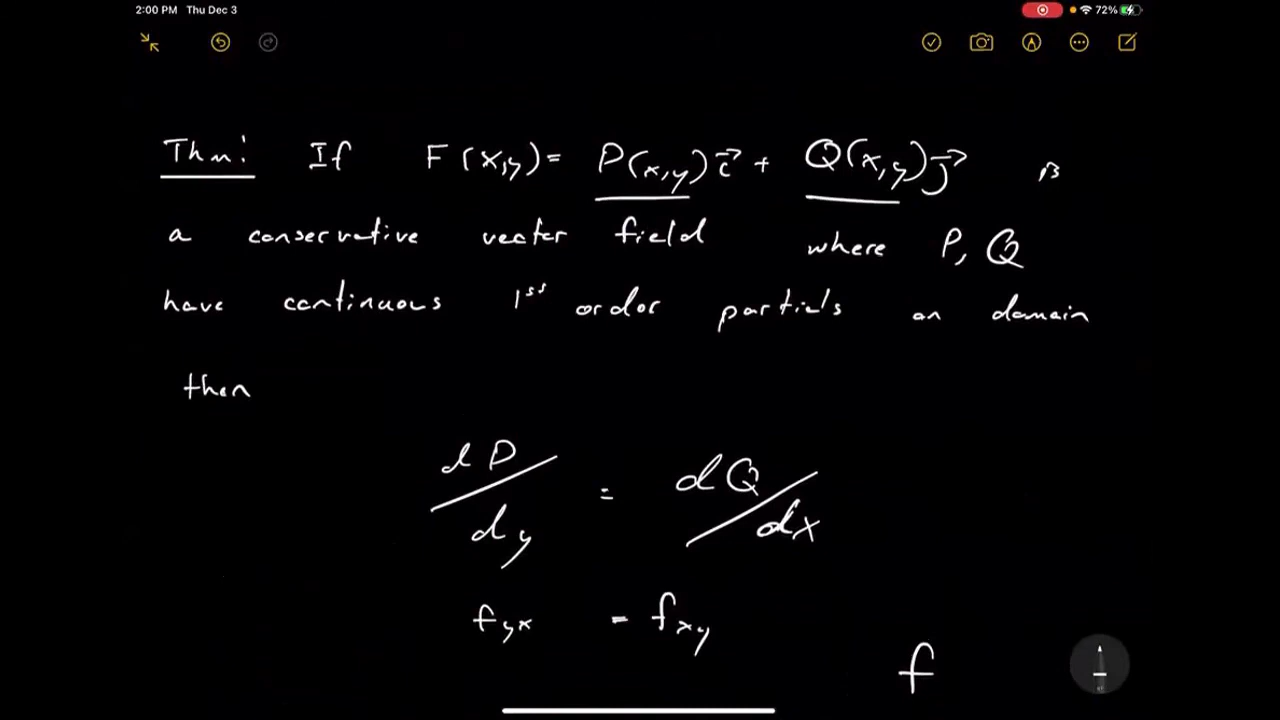 2:00 PM Thu Dec 3 72%
Thm: If F(x,y) = P(x,y)i⃗ + Q(x,y)j⃗ is
a conservative vector field where P, Q
have continuous 1st order partials on domain
then
dP/dy = dQ/dx
fyx = fxy
f